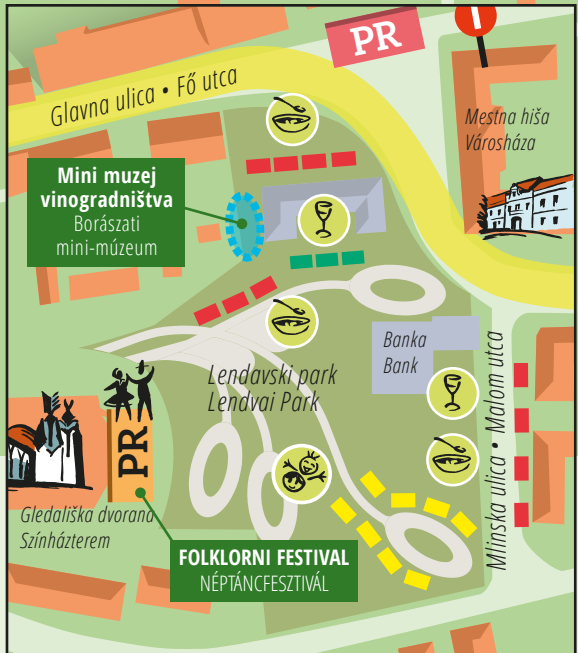 PR
i
Glavna ulica • Fő utca
Mestna hiša
Városháza
Mini muzej
vinogradništva
Borászati
mini-múzeum
Banka
Bank
Lendavski park
Lendvai Park
Mlinska ulica • Malom utca
PR
Gledališka dvorana
Színházterem
FOLKLORNI FESTIVAL
NÉPTÁNCFESZTIVÁL